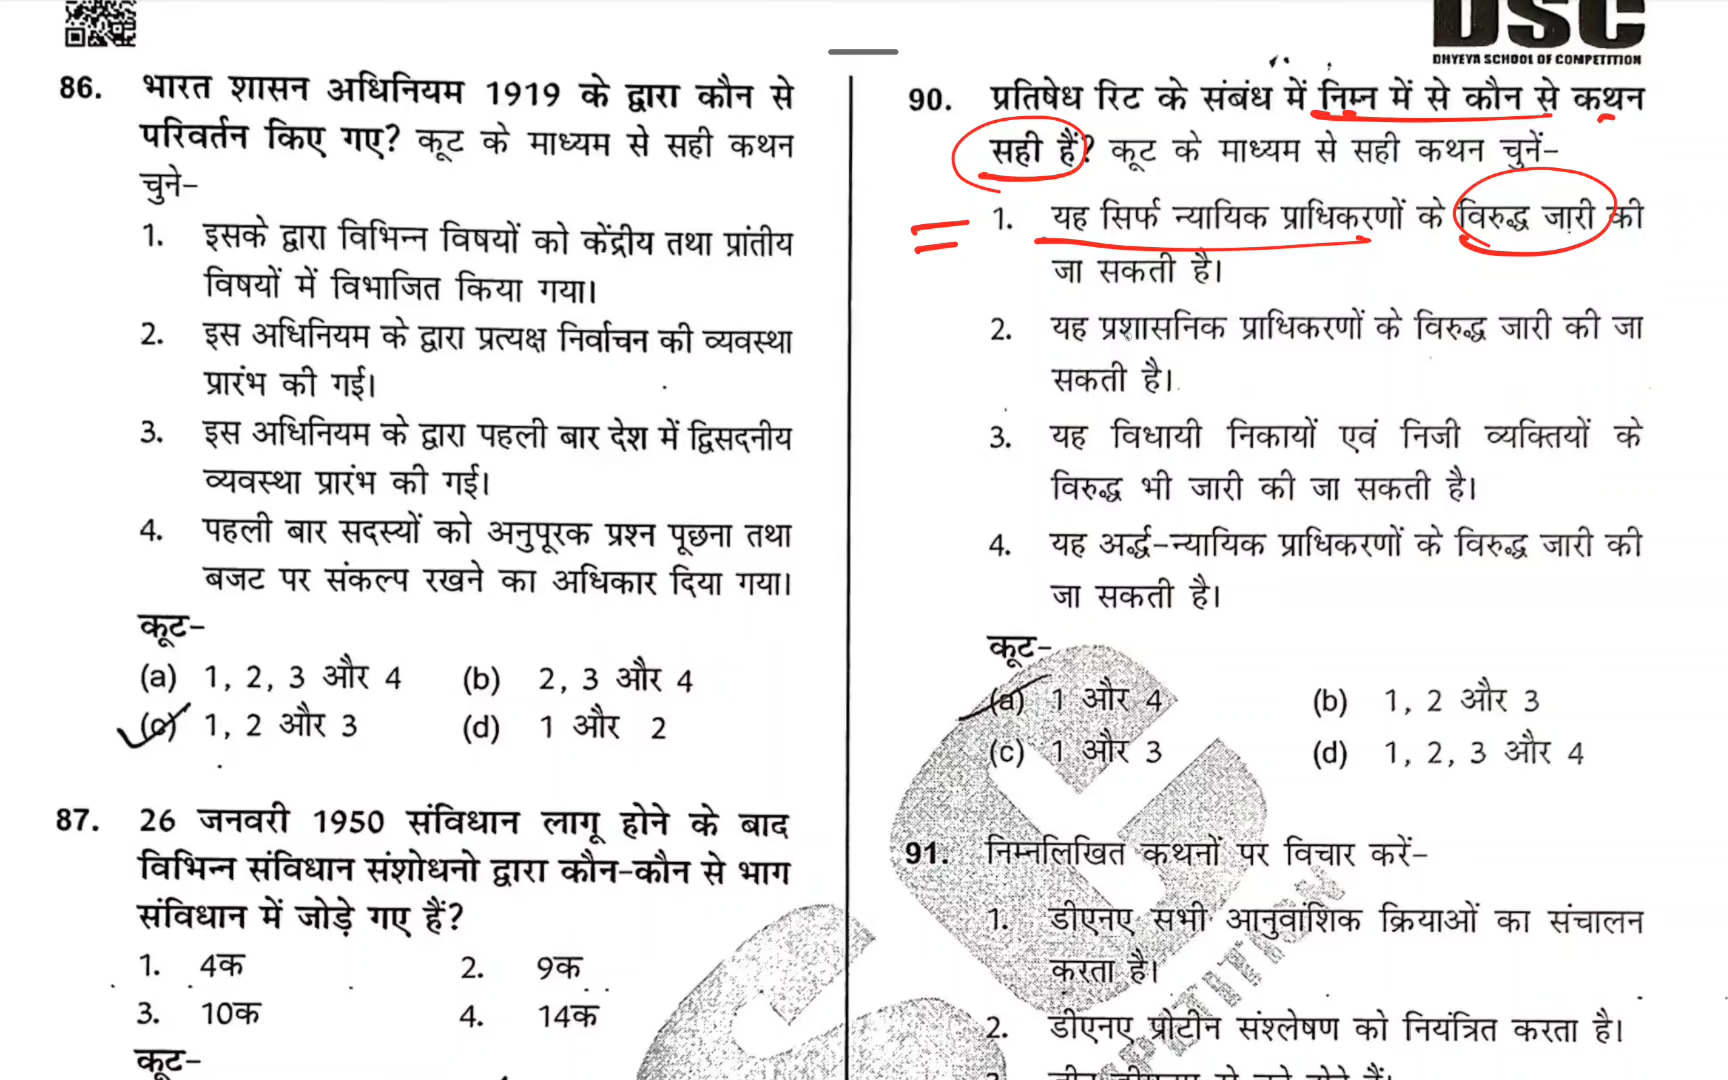 DSC
DHYEYA SCHOOL OF COMPETITION
86. भारत शासन अधिनियम 1919 के द्वारा कौन से
परिवर्तन किए गए? कूट के माध्यम से सही कथन
चुने–
1. इसके द्वारा विभिन्न विषयों को केंद्रीय तथा प्रांतीय
विषयों में विभाजित किया गया।
2. इस अधिनियम के द्वारा प्रत्यक्ष निर्वाचन की व्यवस्था
प्रारंभ की गई।
3. इस अधिनियम के द्वारा पहली बार देश में द्विसदनीय
व्यवस्था प्रारंभ की गई।
4. पहली बार सदस्यों को अनुपूरक प्रश्न पूछना तथा
बजट पर संकल्प रखने का अधिकार दिया गया।
कूट–
(a) 1, 2, 3 और 4 (b) 2, 3 और 4
(c) 1, 2 और 3 (d) 1 और 2
87. 26 जनवरी 1950 संविधान लागू होने के बाद
विभिन्न संविधान संशोधनो द्वारा कौन-कौन से भाग
संविधान में जोड़े गए हैं?
1. 4क 2. 9क
3. 10क 4. 14क
कूट–
90. प्रतिषेध रिट के संबंध में निम्न में से कौन से कथन
सही हैं? कूट के माध्यम से सही कथन चुनें–
1. यह सिर्फ न्यायिक प्राधिकरणों के विरुद्ध जारी की
जा सकती है।
2. यह प्रशासनिक प्राधिकरणों के विरुद्ध जारी की जा
सकती है।
3. यह विधायी निकायों एवं निजी व्यक्तियों के
विरुद्ध भी जारी की जा सकती है।
4. यह अर्द्ध-न्यायिक प्राधिकरणों के विरुद्ध जारी की
जा सकती है।
कूट–
(a) 1 और 4 (b) 1, 2 और 3
(c) 1 और 3 (d) 1, 2, 3 और 4
91. निम्नलिखित कथनों पर विचार करें–
1. डीएनए सभी आनुवांशिक क्रियाओं का संचालन
करता है।
2. डीएनए प्रोटीन संश्लेषण को नियंत्रित करता है।